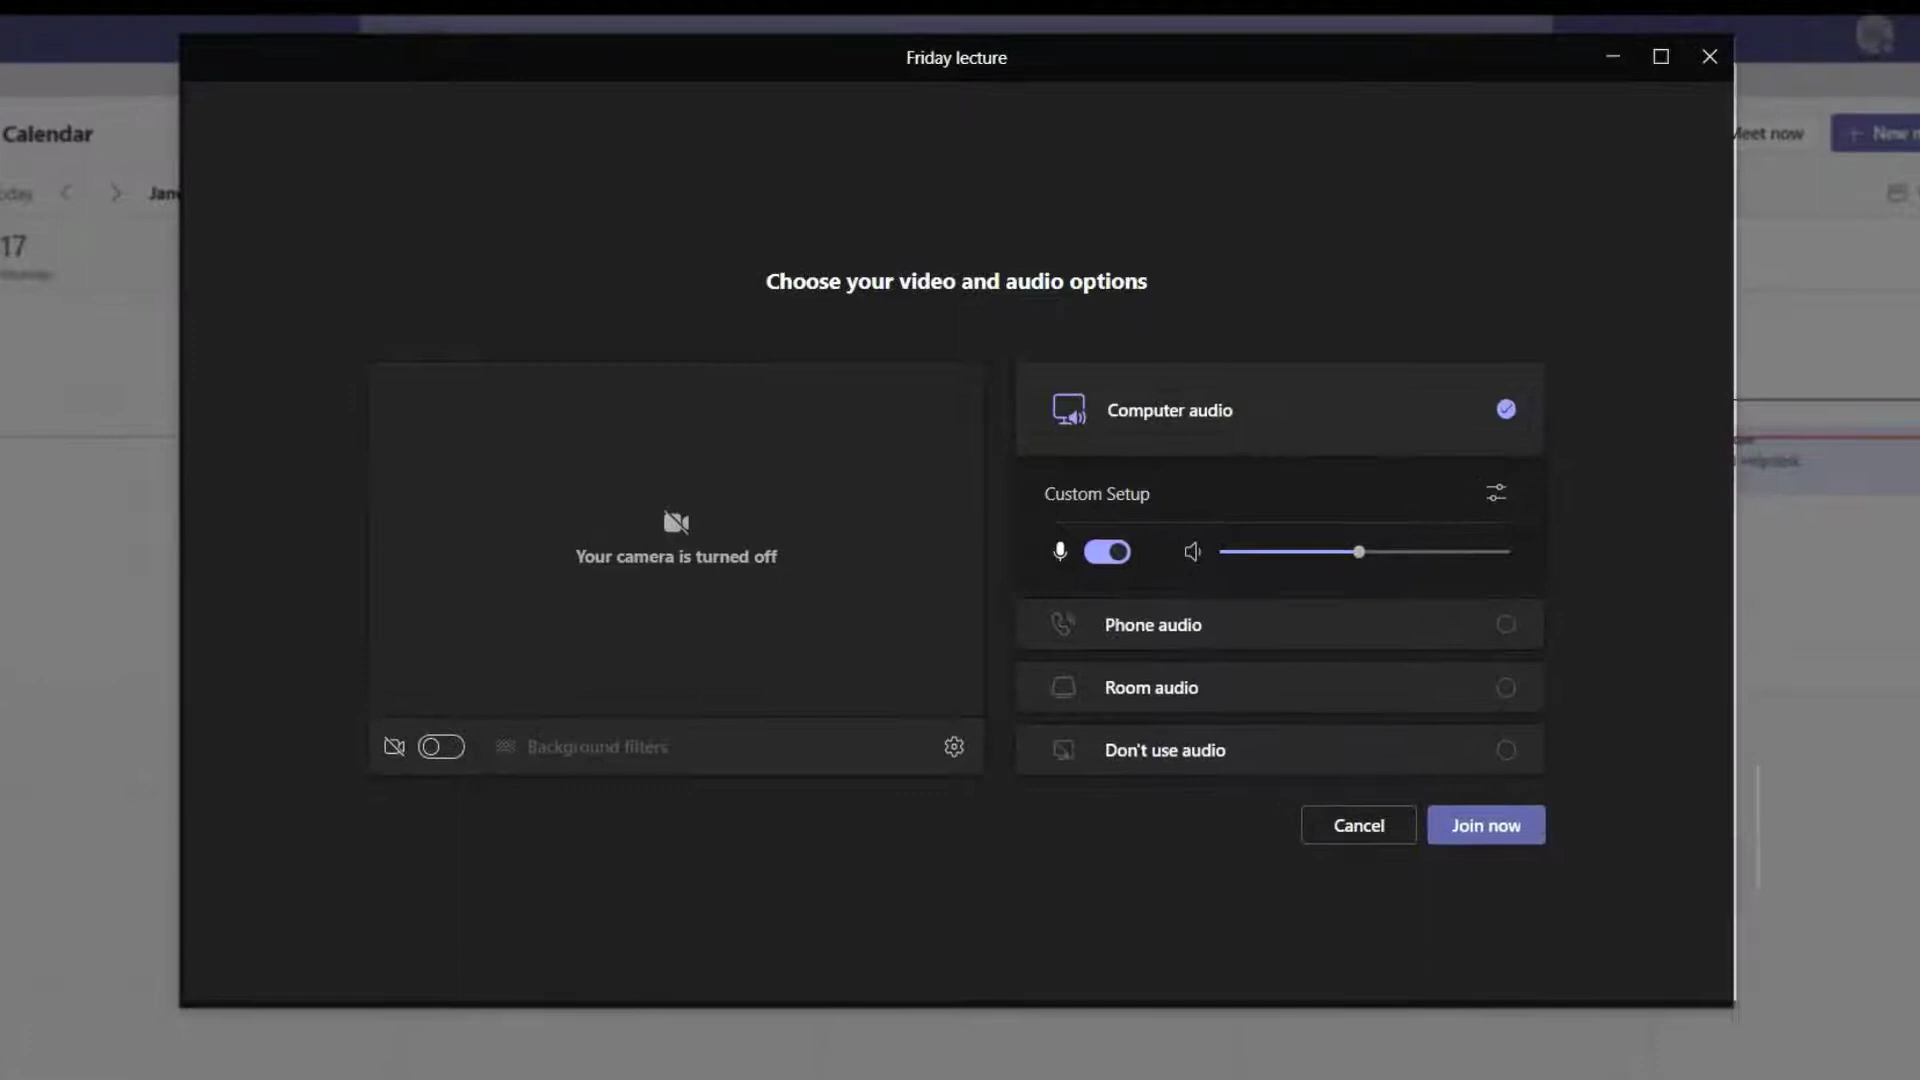 Friday lecture
Calendar
Meet now
17
Choose your video and audio options
Computer audio
Custom Setup
Your camera is turned off
Phone audio
Room audio
Background filters
Don't use audio
Cancel
Join now